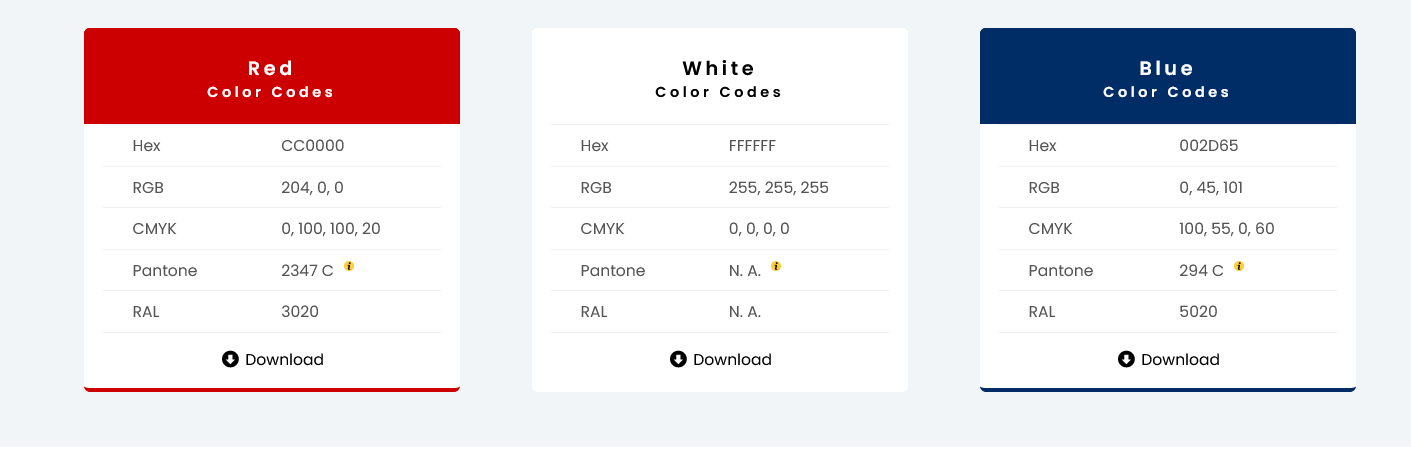 Red
Color Codes
Hex CC0000
RGB 204, 0, 0
CMYK 0, 100, 100, 20
Pantone 2347 C i
RAL 3020
Download
White
Color Codes
Hex FFFFFF
RGB 255, 255, 255
CMYK 0, 0, 0, 0
Pantone N. A. i
RAL N. A.
Download
Blue
Color Codes
Hex 002D65
RGB 0, 45, 101
CMYK 100, 55, 0, 60
Pantone 294 C i
RAL 5020
Download